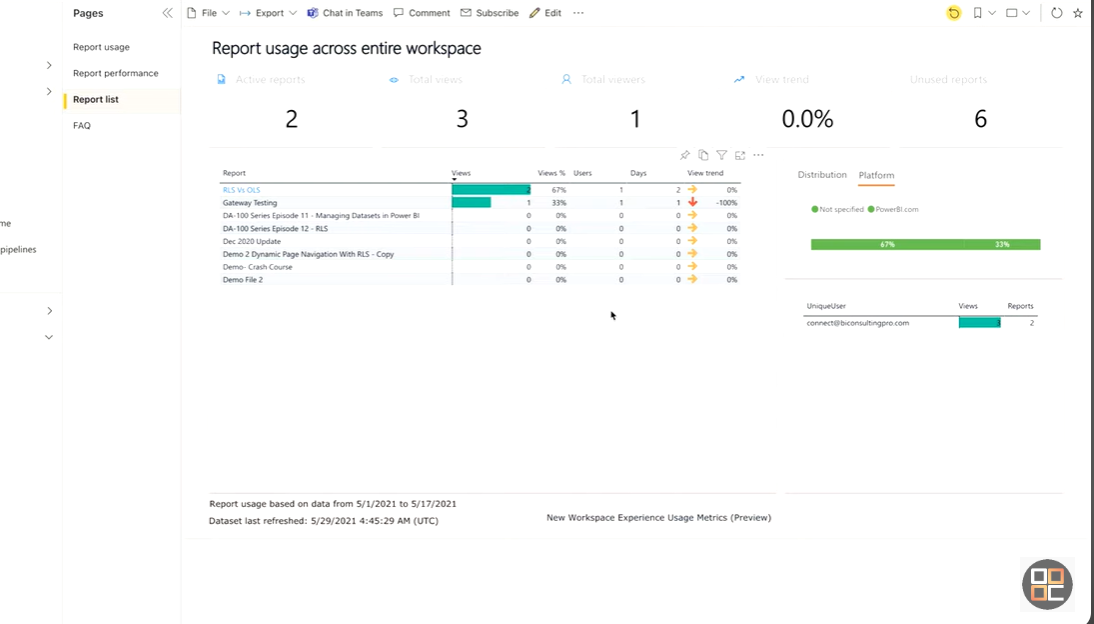 Pages
File Export Chat in Teams Comment Subscribe Edit ...
Report usage
Report performance
Report list
FAQ
me
pipelines
Report usage across entire workspace
Active reports Total views Total viewers View trend Unused reports
2 3 1 0.0% 6
Report Views Views % Users Days View trend
RLS Vs OLS 2 67% 1 2 0%
Gateway Testing 1 33% 1 1 -100%
DA-100 Series Episode 11 - Managing Datasets in Power BI 0 0% 0 0 0%
DA-100 Series Episode 12 - RLS 0 0% 0 0 0%
Dec 2020 Update 0 0% 0 0 0%
Demo 2 Dynamic Page Navigation With RLS - Copy 0 0% 0 0 0%
Demo- Crash Course 0 0% 0 0 0%
Demo File 2 0 0% 0 0 0%
Distribution Platform
Not specified PowerBI.com
67% 33%
UniqueUser Views Reports
connect@biconsultingpro.com 3 2
Report usage based on data from 5/1/2021 to 5/17/2021
Dataset last refreshed: 5/29/2021 4:45:29 AM (UTC)
New Workspace Experience Usage Metrics (Preview)